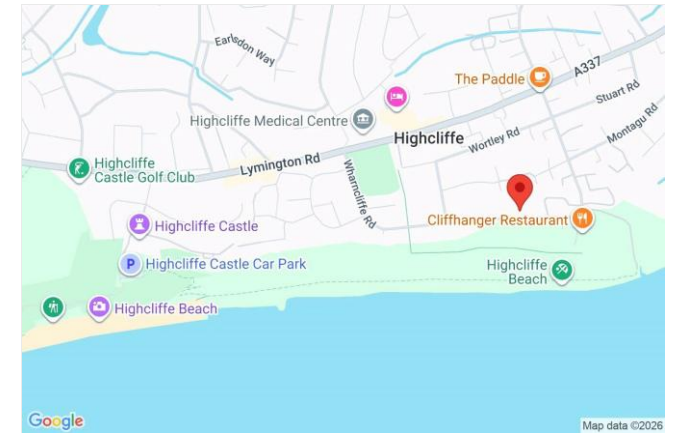 Earlsdon Way
A337
The Paddle
Stuart Rd
Highcliffe Medical Centre
Montagu Rd
Highcliffe
Wortley Rd
Highcliffe
Castle Golf Club
Lymington Rd
Wharncliffe Rd
Cliffhanger Restaurant
Highcliffe Castle
P
Highcliffe Castle Car Park
Highcliffe
Beach
Highcliffe Beach
Google
Map data ©2026